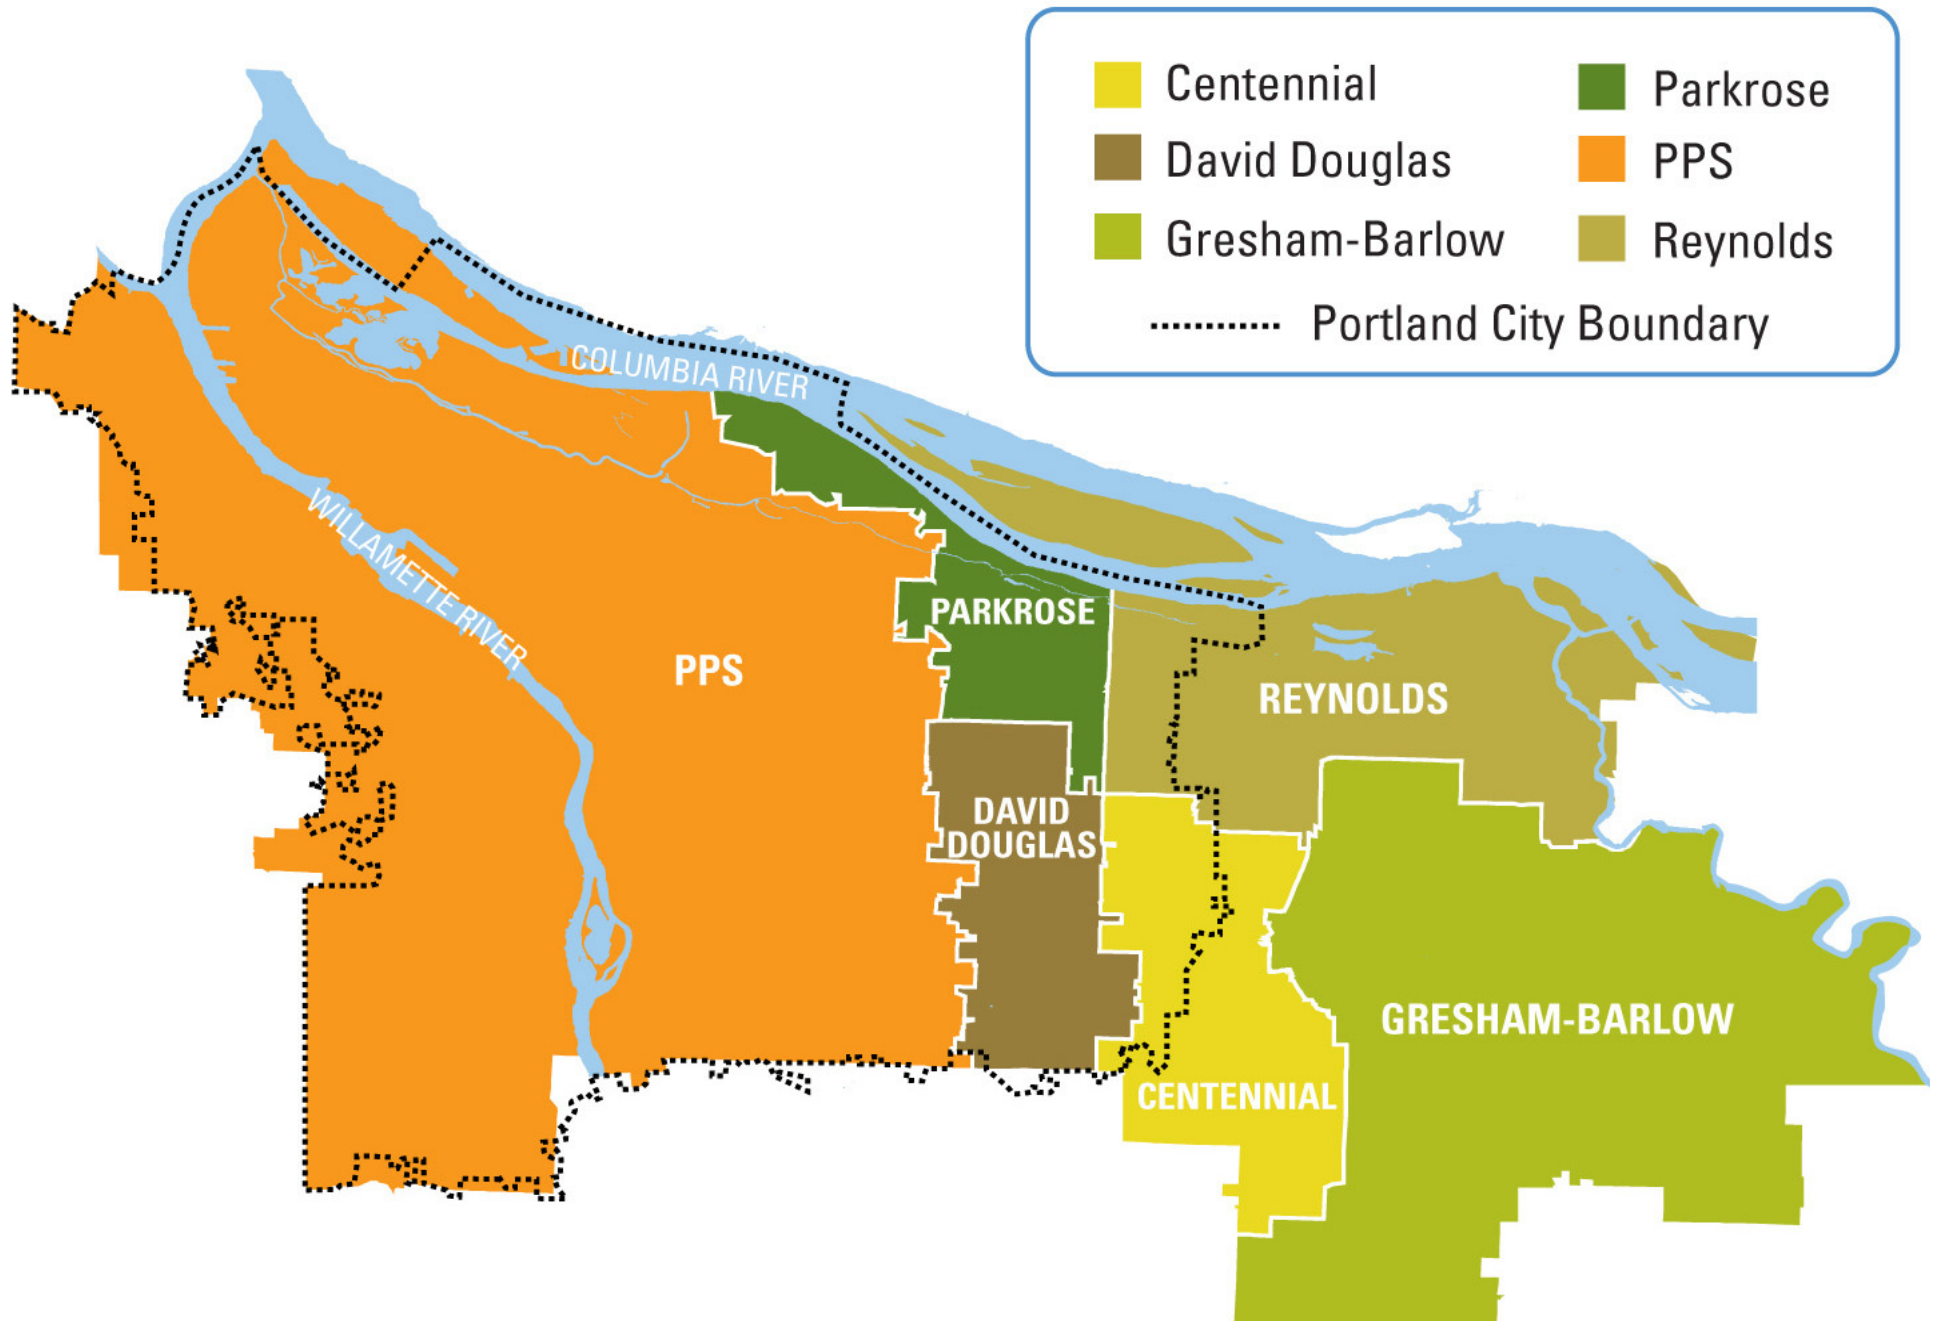 Centennial
Parkrose
David Douglas
PPS
Gresham-Barlow
Reynolds
Portland City Boundary
COLUMBIA RIVER
WILLAMETTE RIVER
PARKROSE
PPS
REYNOLDS
DAVID
DOUGLAS
GRESHAM-BARLOW
CENTENNIAL